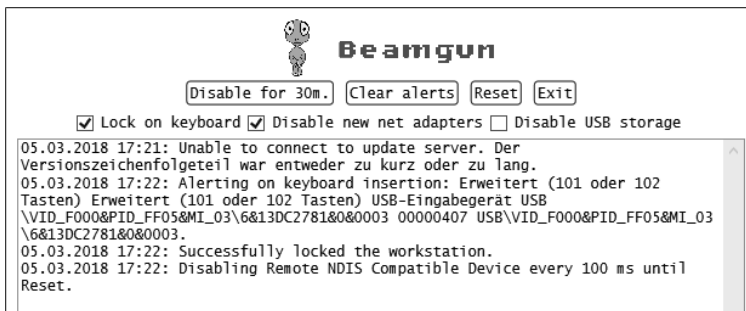 Beamgun
Disable for 30m. Clear alerts Reset Exit
Lock on keyboard Disable new net adapters Disable USB storage
05.03.2018 17:21: Unable to connect to update server. Der
Versionszeichenfolgeteil war entweder zu kurz oder zu lang.
05.03.2018 17:22: Alerting on keyboard insertion: Erweitert (101 oder 102
Tasten) Erweitert (101 oder 102 Tasten) USB-Eingabegerät USB
\VID_F000&PID_FF05&MI_03\6&13DC2781&0&0003 00000407 USB\VID_F000&PID_FF05&MI_03
\6&13DC2781&0&0003.
05.03.2018 17:22: Successfully locked the workstation.
05.03.2018 17:22: Disabling Remote NDIS Compatible Device every 100 ms until
Reset.